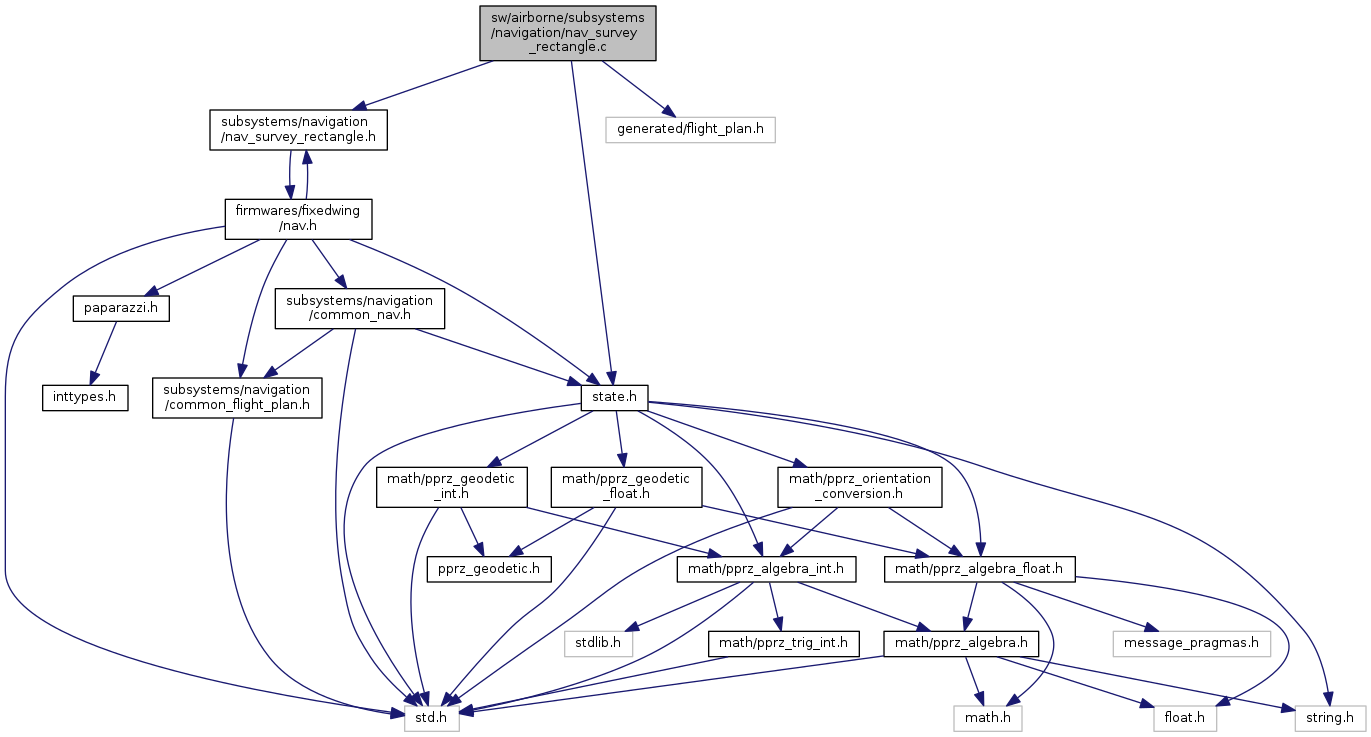 sw/airborne/subsystems
/navigation/nav_survey
_rectangle.c
subsystems/navigation
/nav_survey_rectangle.h
generated/flight_plan.h
firmwares/fixedwing
/nav.h
paparazzi.h
subsystems/navigation
/common_nav.h
inttypes.h
subsystems/navigation
/common_flight_plan.h
state.h
math/pprz_geodetic
_int.h
math/pprz_geodetic
_float.h
math/pprz_orientation
_conversion.h
pprz_geodetic.h
math/pprz_algebra_int.h
math/pprz_algebra_float.h
stdlib.h
math/pprz_trig_int.h
math/pprz_algebra.h
message_pragmas.h
std.h
math.h
float.h
string.h